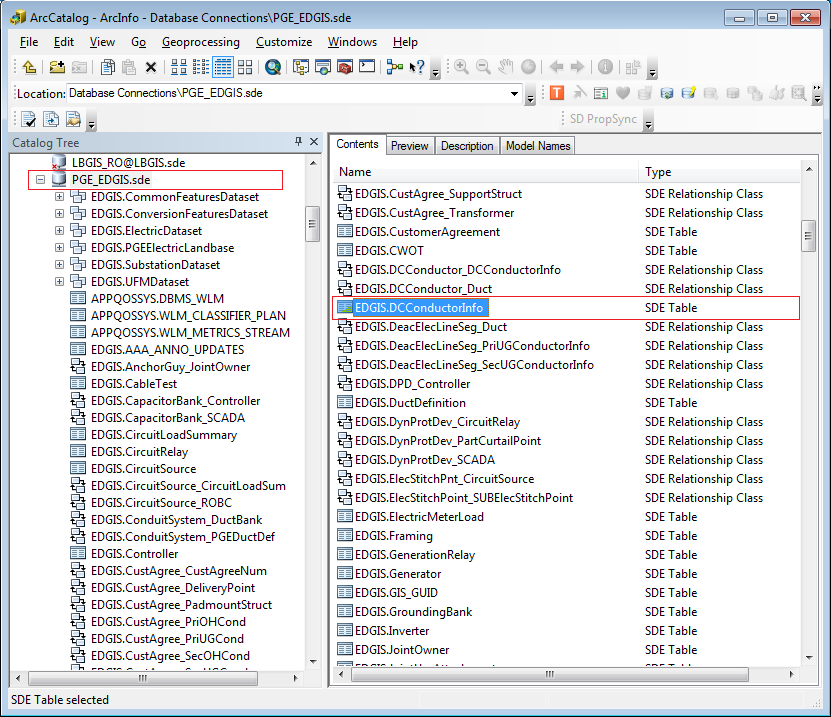 ArcCatalog - ArcInfo - Database Connections\PGE_EDGIS.sde
File Edit View Go Geoprocessing Customize Windows Help
Location: Database Connections\PGE_EDGIS.sde
SD PropSync
Catalog Tree
LBGIS_RO@LBGIS.sde
PGE_EDGIS.sde
EDGIS.CommonFeaturesDataset
EDGIS.ConversionFeaturesDataset
EDGIS.ElectricDataset
EDGIS.PGEElectricLandbase
EDGIS.SubstationDataset
EDGIS.UFMDataset
APPQOSSYS.DBMS_WLM
APPQOSSYS.WLM_CLASSIFIER_PLAN
APPQOSSYS.WLM_METRICS_STREAM
EDGIS.AAA_ANNO_UPDATES
EDGIS.AnchorGuy_JointOwner
EDGIS.CableTest
EDGIS.CapacitorBank_Controller
EDGIS.CapacitorBank_SCADA
EDGIS.CircuitLoadSummary
EDGIS.CircuitRelay
EDGIS.CircuitSource
EDGIS.CircuitSource_CircuitLoadSum
EDGIS.CircuitSource_ROBC
EDGIS.ConduitSystem_DuctBank
EDGIS.ConduitSystem_PGEDuctDef
EDGIS.Controller
EDGIS.CustAgree_CustAgreeNum
EDGIS.CustAgree_DeliveryPoint
EDGIS.CustAgree_PadmountStruct
EDGIS.CustAgree_PriOHCond
EDGIS.CustAgree_PriUGCond
EDGIS.CustAgree_SecOHCond
EDGIS.CustAgree_SecUGCond
Contents Preview Description Model Names
Name Type
EDGIS.CustAgree_SupportStruct SDE Relationship Class
EDGIS.CustAgree_Transformer SDE Relationship Class
EDGIS.CustomerAgreement SDE Table
EDGIS.CWOT SDE Table
EDGIS.DCConductor_DCConductorInfo SDE Relationship Class
EDGIS.DCConductor_Duct SDE Relationship Class
EDGIS.DCConductorInfo SDE Table
EDGIS.DeacElecLineSeg_Duct SDE Relationship Class
EDGIS.DeacElecLineSeg_PriUGConductorInfo SDE Relationship Class
EDGIS.DeacElecLineSeg_SecUGConductorInfo SDE Relationship Class
EDGIS.DPD_Controller SDE Relationship Class
EDGIS.DuctDefinition SDE Table
EDGIS.DynProtDev_CircuitRelay SDE Relationship Class
EDGIS.DynProtDev_PartCurtailPoint SDE Relationship Class
EDGIS.DynProtDev_SCADA SDE Relationship Class
EDGIS.ElecStitchPnt_CircuitSource SDE Relationship Class
EDGIS.ElecStitchPoint_SUBElecStitchPoint SDE Relationship Class
EDGIS.ElectricMeterLoad SDE Table
EDGIS.Framing SDE Table
EDGIS.GenerationRelay SDE Table
EDGIS.Generator SDE Table
EDGIS.GIS_GUID SDE Table
EDGIS.GroundingBank SDE Table
EDGIS.Inverter SDE Table
EDGIS.JointOwner SDE Table
SDE Table selected